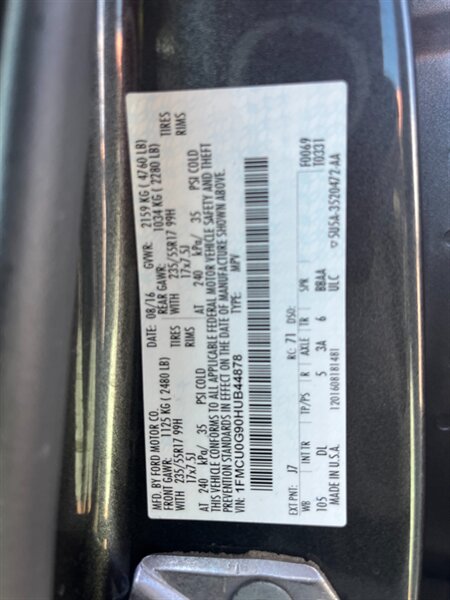 MFD. BY FORD MOTOR CO. DATE: 08/16 GVWR: 2159 KG ( 4760 LB)
FRONT GAWR: 1125 KG ( 2480 LB) REAR GAWR: 1034 KG ( 2280 LB)
WITH 235/55R17 99H TIRES WITH 235/55R17 99H TIRES
17x7.5J RIMS 17x7.5J RIMS
AT 240 kPa/ 35 PSI COLD AT 240 kPa/ 35 PSI COLD
THIS VEHICLE CONFORMS TO ALL APPLICABLE FEDERAL MOTOR VEHICLE SAFETY AND THEFT
PREVENTION STANDARDS IN EFFECT ON THE DATE OF MANUFACTURE SHOWN ABOVE.
VIN: 1FMCU0G90HUB44878 TYPE: MPV
EXT PNT: J7 RC: 71 DSO: F0069
WB INT TR TP/PS R AXLE TR SPR T0331
105 DL 5 3A 6 BBAA
1201608181481 ULC ▽ 5U5A-3520472-AA
MADE IN U.S.A.